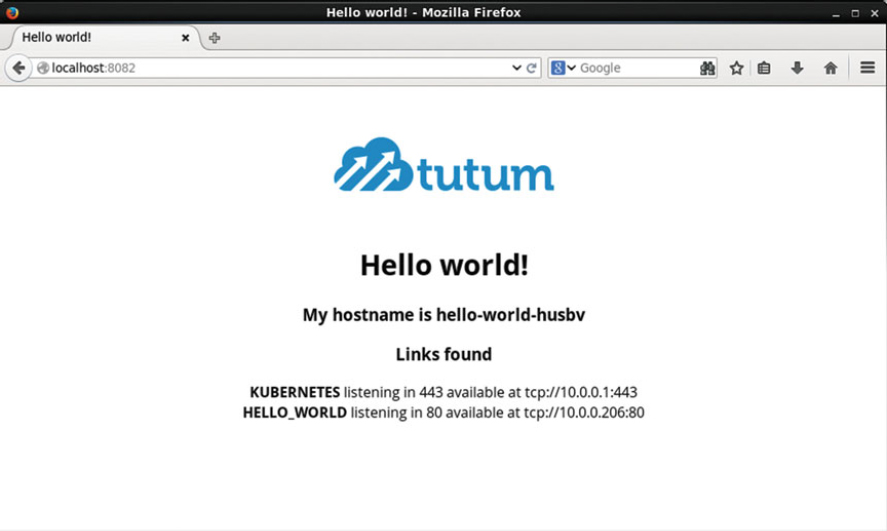 Hello world! - Mozilla Firefox
Hello world!
localhost:8082
8
Google
tutum
Hello world!
My hostname is hello-world-husbv
Links found
KUBERNETES listening in 443 available at tcp://10.0.0.1:443
HELLO_WORLD listening in 80 available at tcp://10.0.0.206:80